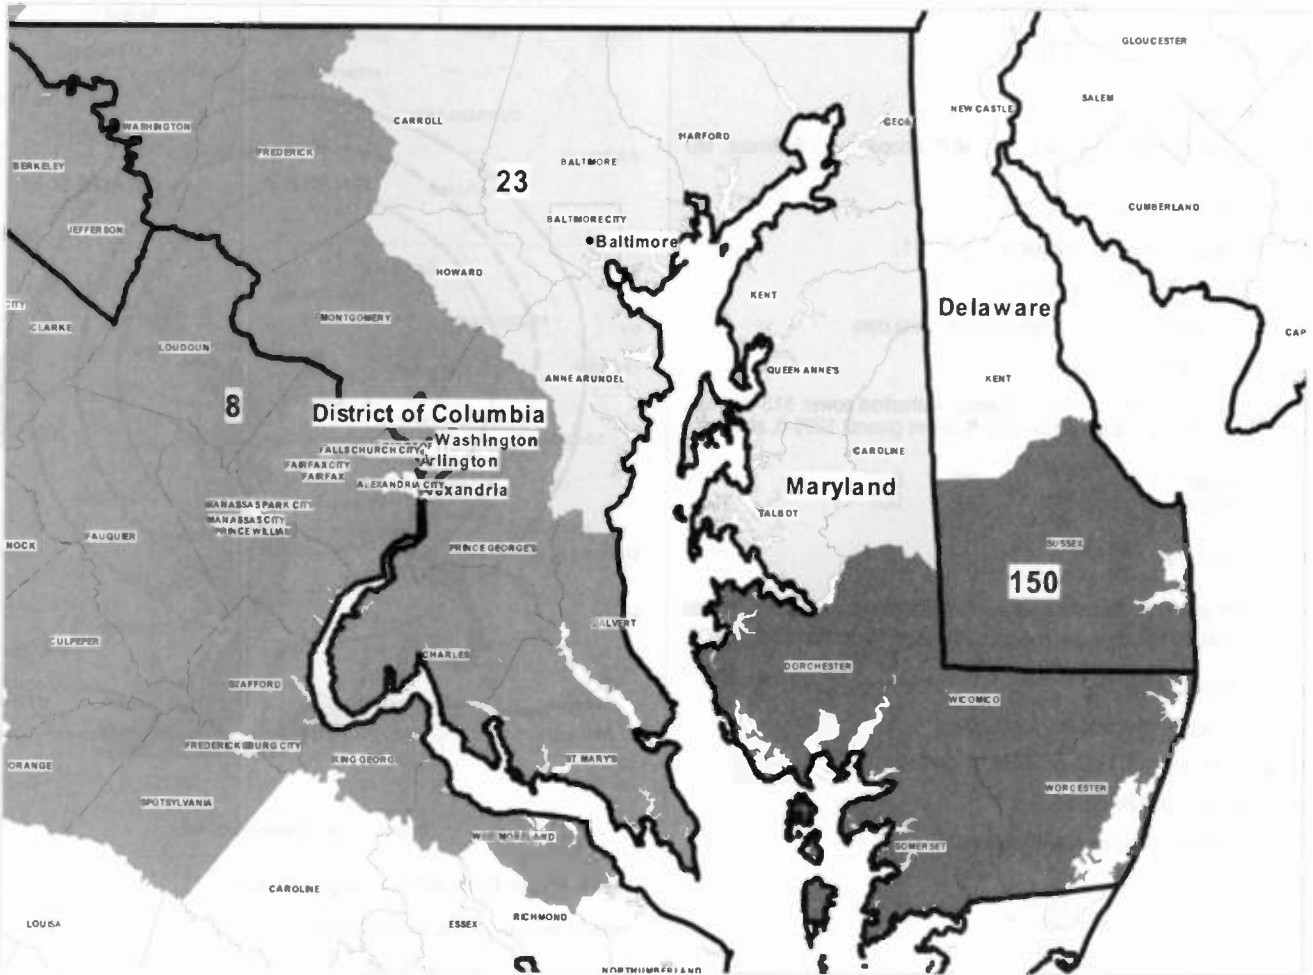 GLOUCESTER
SALEM
NEW CASTLE
WASHINGTON
CARROLL
HARFORD
FREDERICK
BERKELEY
BALTIMORE
23
CUMBERLAND
BALTIMORE CITY
JEFFERSON
Baltimore
HOWARD
KENT
CITY
Delaware
MONTGOMERY
CLARKE
CAP
LOUDOUN
QUEEN ANNE'S
ANNE ARUNDEL
KENT
8
District of Columbia
Washington
FALLS CHURCH CITY
CAROLINE
Arlington
FAIRFAX CITY
FAIRFAX
ALEXANDRIA CITY
Alexandria
Maryland
MANASSAS PARK CITY
TALBOT
MANASSAS CITY
PRINCE WILLIAM
FAUQUIER
NOCK
PRINCE GEORGE'S
SUSSEX
150
CALVERT
CULPEPER
CHARLES
DORCHESTER
STAFFORD
WICOMICO
FREDERICKSBURG CITY
KING GEORG
ST MARY'S
ORANGE
WORCESTER
SPOTSYLVANIA
WESTMORELAND
SOMERSET
CAROLINE
LOUISA
ESSEX
RICHMOND
NORTHUMBERLAND